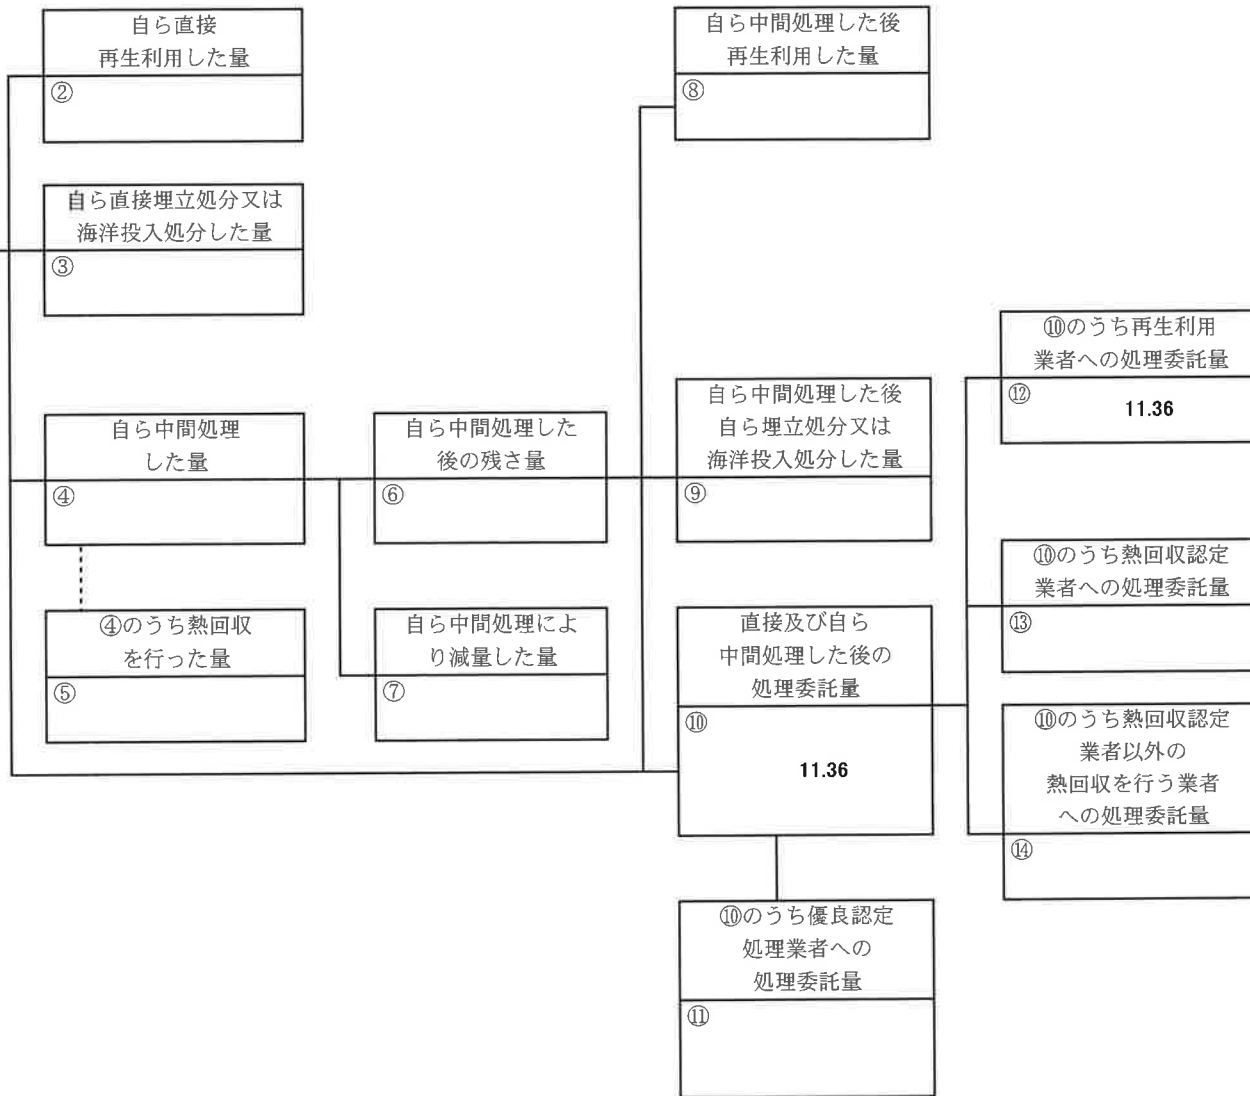 自ら直接
再生利用した量
②
自ら直接埋立処分又は
海洋投入処分した量
③
自ら中間処理
した量
④
④のうち熱回収
を行った量
⑤
自ら中間処理した
後の残さ量
⑥
自ら中間処理によ
り減量した量
⑦
自ら中間処理した後
再生利用した量
⑧
自ら中間処理した後
自ら埋立処分又は
海洋投入処分した量
⑨
直接及び自ら
中間処理した後の
処理委託量
⑩
11.36
⑩のうち優良認定
処理業者への
処理委託量
⑪
⑩のうち再生利用
業者への処理委託量
⑫
11.36
⑩のうち熱回収認定
業者への処理委託量
⑬
⑩のうち熱回収認定
業者以外の
熱回収を行う業者
への処理委託量
⑭